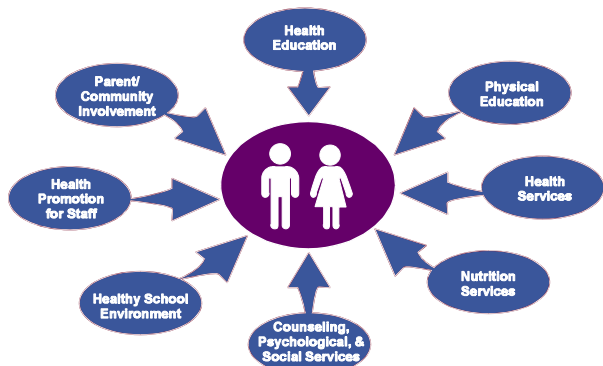 Health
Education
Physical
Education
Health
Services
Nutrition
Services
Counseling,
Psychological, &
Social Services
Healthy School
Environment
Health
Promotion
for Staff
Parent/
Community
Involvement